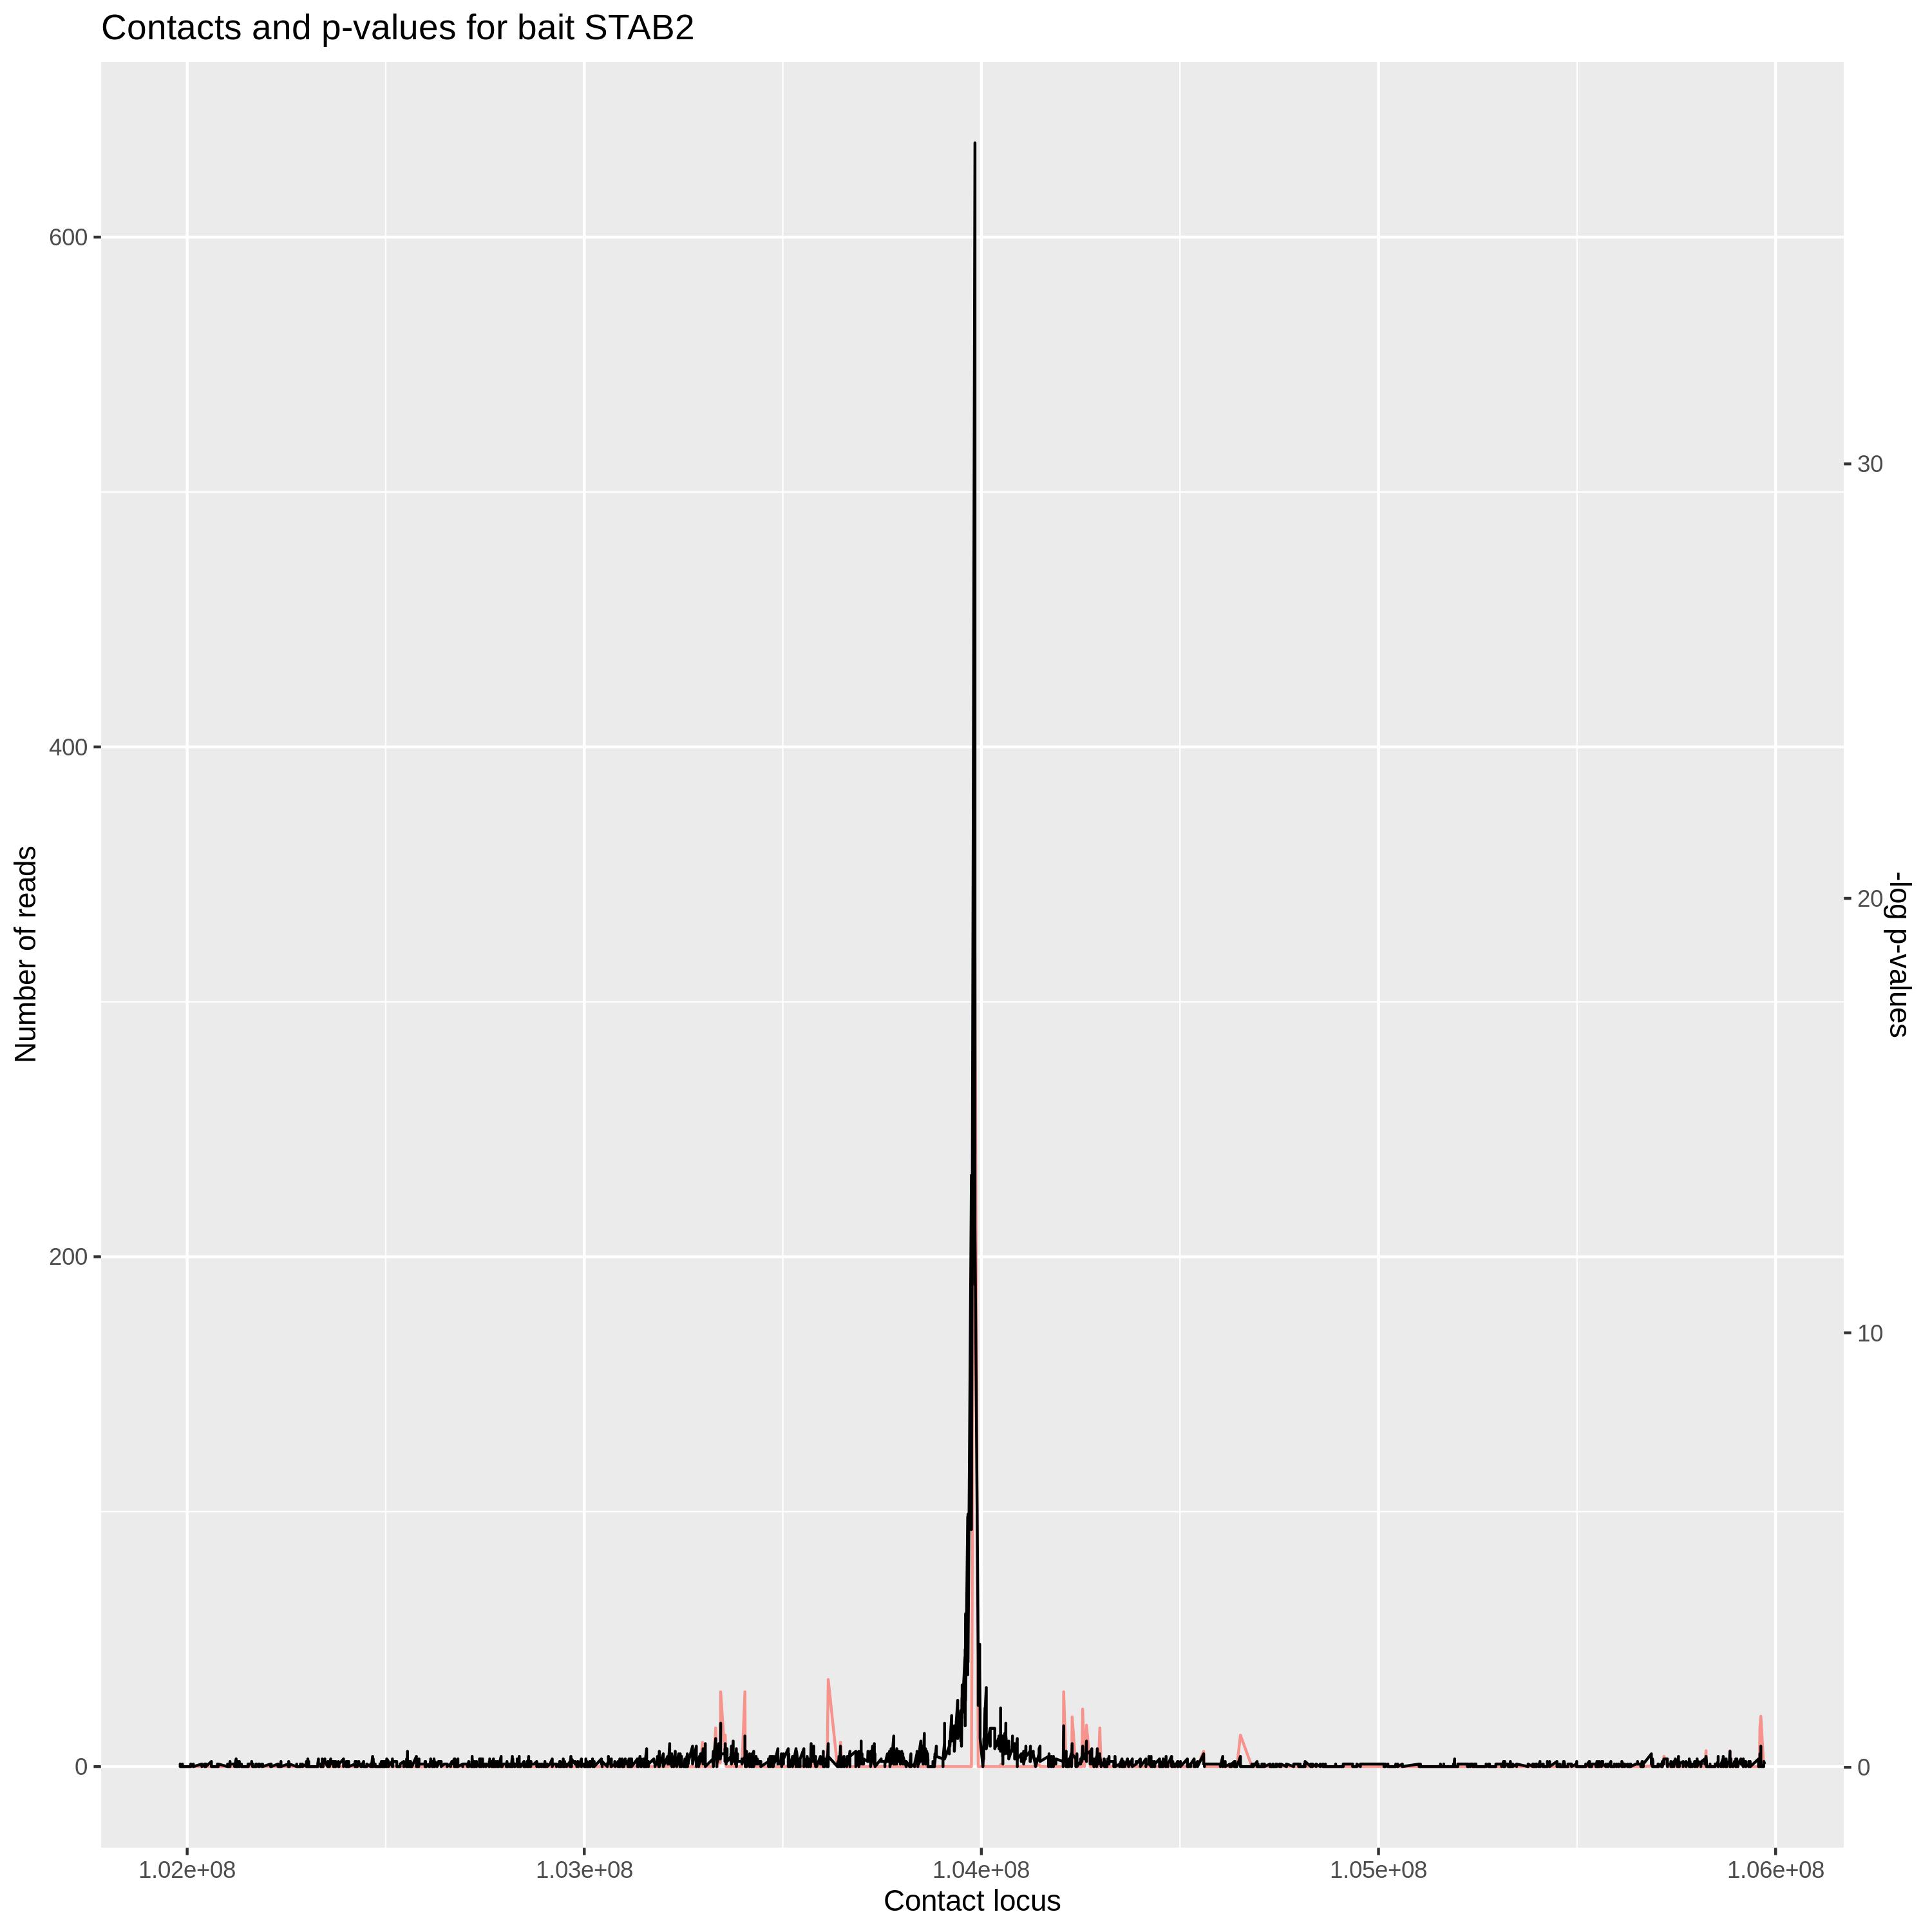 Contacts and p-values for bait STAB2
600
400
200
0
Number of reads
30
20
10
0
-log p-values
1.02e+08 1.03e+08 1.04e+08 1.05e+08 1.06e+08
Contact locus